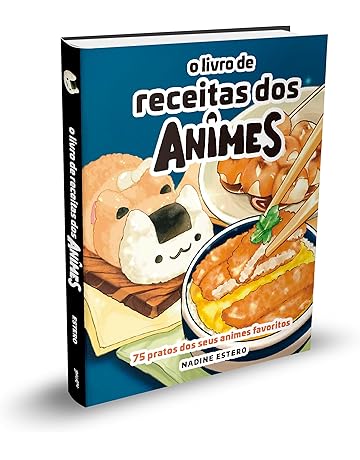 o livro de
receitas dos
ANIMES
75 pratos dos seus animes favoritos
NADINE ESTERO
o livro de receitas dos ANIMES
ESTERO